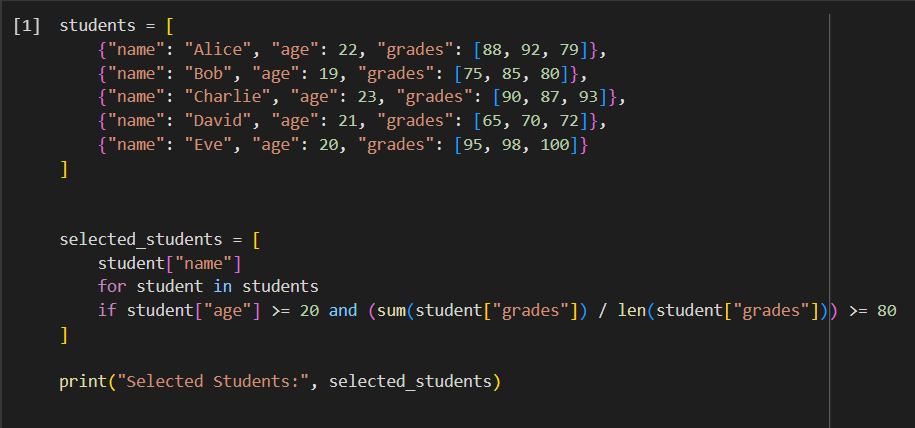 [1] students = [
    {"name": "Alice", "age": 22, "grades": [88, 92, 79]},
    {"name": "Bob", "age": 19, "grades": [75, 85, 80]},
    {"name": "Charlie", "age": 23, "grades": [90, 87, 93]},
    {"name": "David", "age": 21, "grades": [65, 70, 72]},
    {"name": "Eve", "age": 20, "grades": [95, 98, 100]}
]
selected_students = [
    student["name"]
    for student in students
    if student["age"] >= 20 and (sum(student["grades"]) / len(student["grades"])) >= 80
]
print("Selected Students:", selected_students)